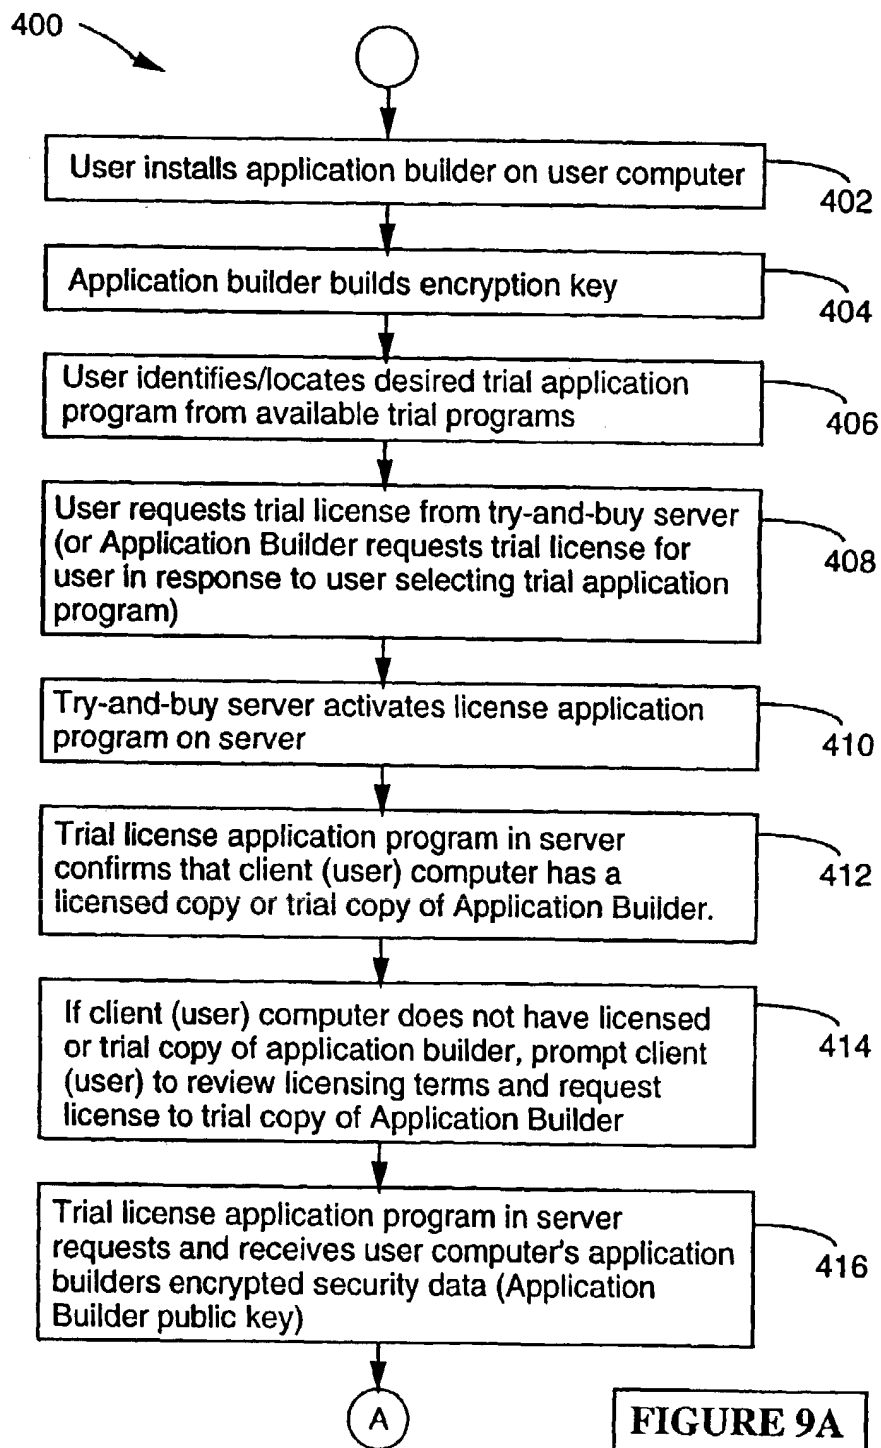 400
User installs application builder on user computer
402
Application builder builds encryption key
404
User identifies/locates desired trial application
program from available trial programs
406
User requests trial license from try-and-buy server
(or Application Builder requests trial license for
user in response to user selecting trial application
program)
408
Try-and-buy server activates license application
program on server
410
Trial license application program in server
confirms that client (user) computer has a
licensed copy or trial copy of Application Builder.
412
If client (user) computer does not have licensed
or trial copy of application builder, prompt client
(user) to review licensing terms and request
license to trial copy of Application Builder
414
Trial license application program in server
requests and receives user computer's application
builders encrypted security data (Application
Builder public key)
416
A
FIGURE 9A